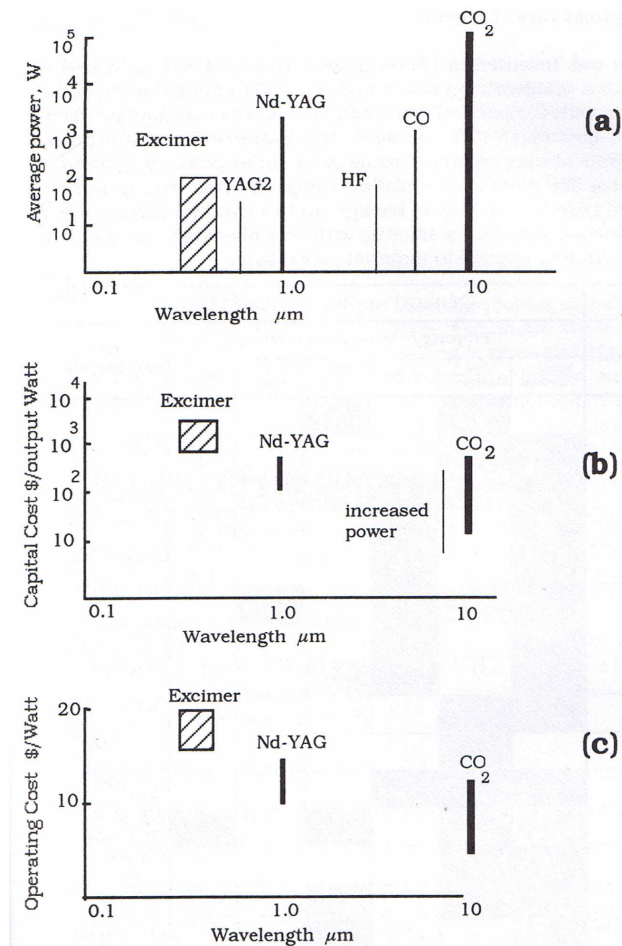 CO2
10^5
10^4
10^3
10^2
10^1
Average power, W
Nd-YAG
CO
(a)
Excimer
YAG2
HF
0.1
1.0
10
Wavelength μm
10^4
10^3
10^2
10
Capital Cost $/output Watt
Excimer
Nd-YAG
CO2
(b)
increased
power
0.1
1.0
10
Wavelength μm
Excimer
20
10
Operating Cost $/Watt
Nd-YAG
(c)
CO2
0.1
1.0
10
Wavelength μm